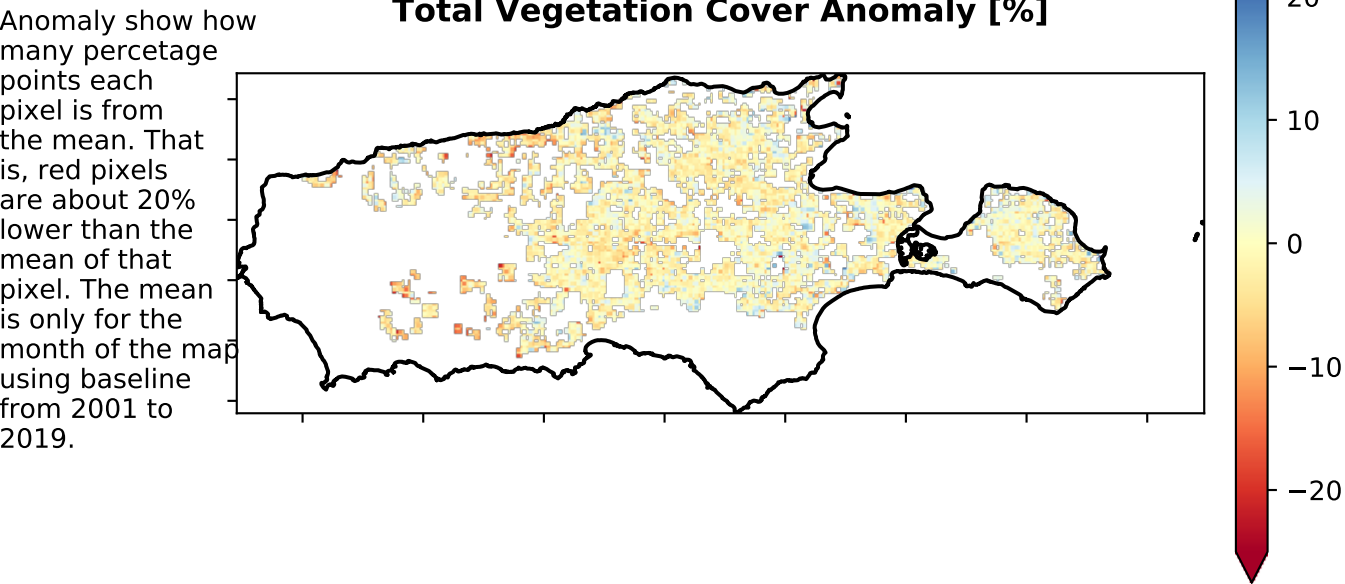 Total Vegetation Cover Anomaly [%]
Anomaly show how
many percetage
points each
pixel is from
the mean. That
is, red pixels
are about 20%
lower than the
mean of that
pixel. The mean
is only for the
month of the map
using baseline
from 2001 to
2019.
20
10
0
−10
−20